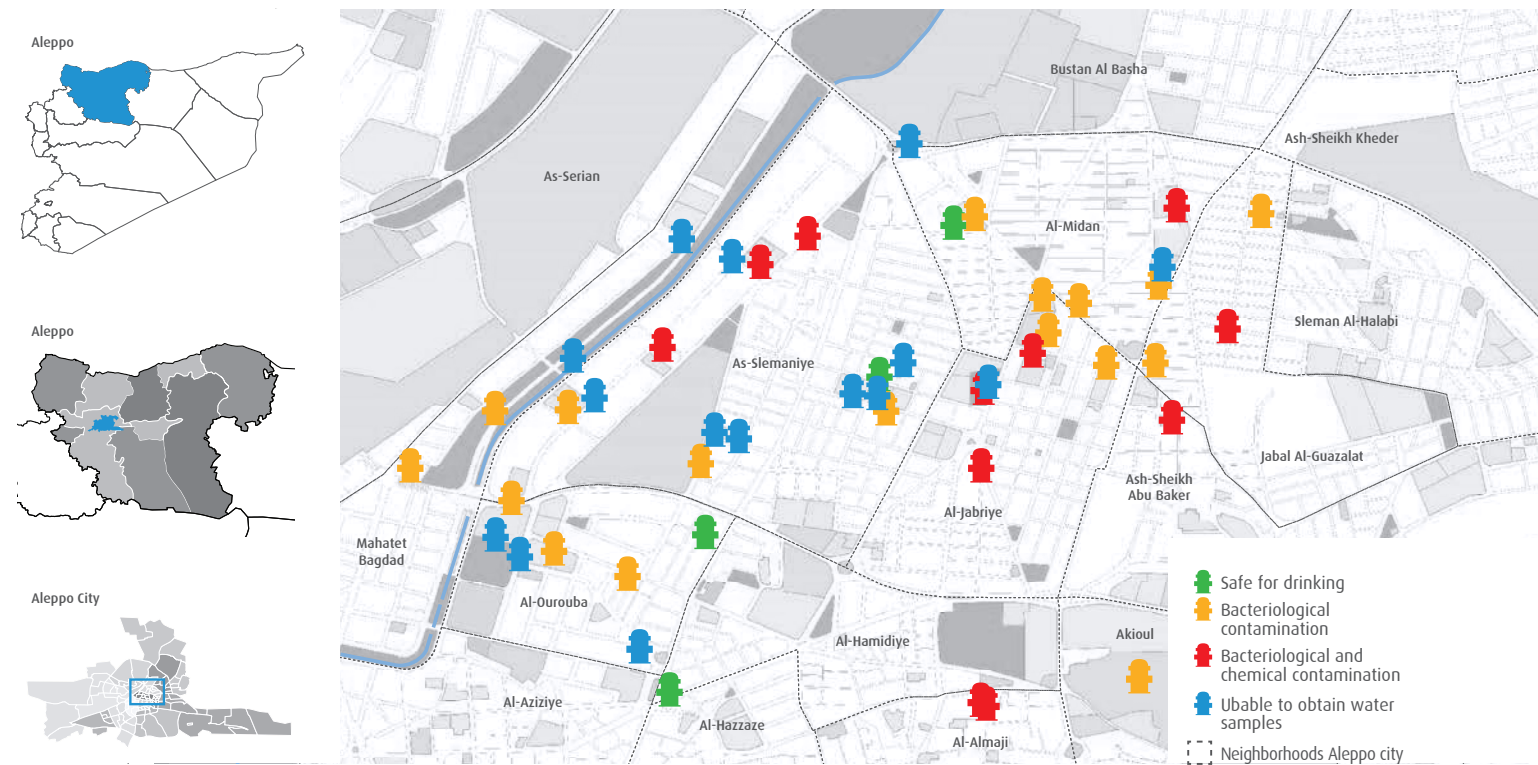 Aleppo
Aleppo
Aleppo City
Bustan Al Basha
Ash-Sheikh Kheder
As-Serian
Al-Midan
Sleman Al-Halabi
As-Slemaniye
Jabal Al-Guazalat
Ash-Sheikh
Abu Baker
Al-Jabriye
Mahatet
Bagdad
Al-Ourouba
Al-Hamidiye
Akioul
Al-Aziziye
Al-Hazzaze
Al-Almaji
Safe for drinking
Bacteriological
contamination
Bacteriological and
chemical contamination
Ubable to obtain water
samples
Neighborhoods Aleppo city